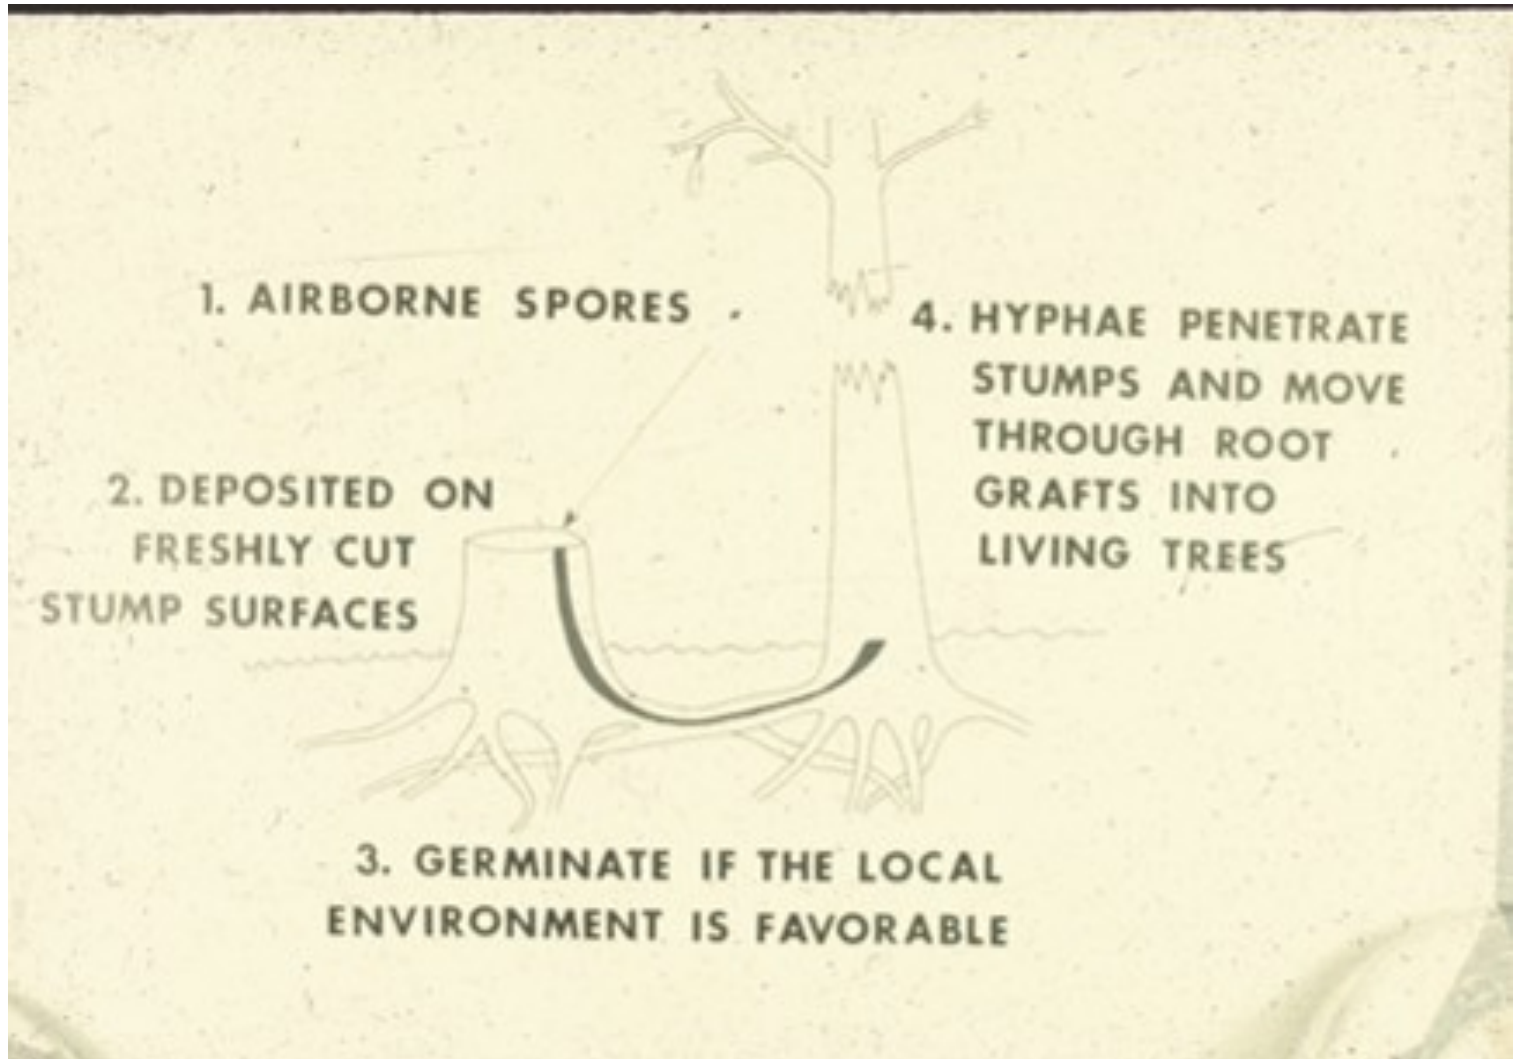 1. AIRBORNE SPORES
2. DEPOSITED ON
FRESHLY CUT
STUMP SURFACES
3. GERMINATE IF THE LOCAL
ENVIRONMENT IS FAVORABLE
4. HYPHAE PENETRATE
STUMPS AND MOVE
THROUGH ROOT
GRAFTS INTO
LIVING TREES